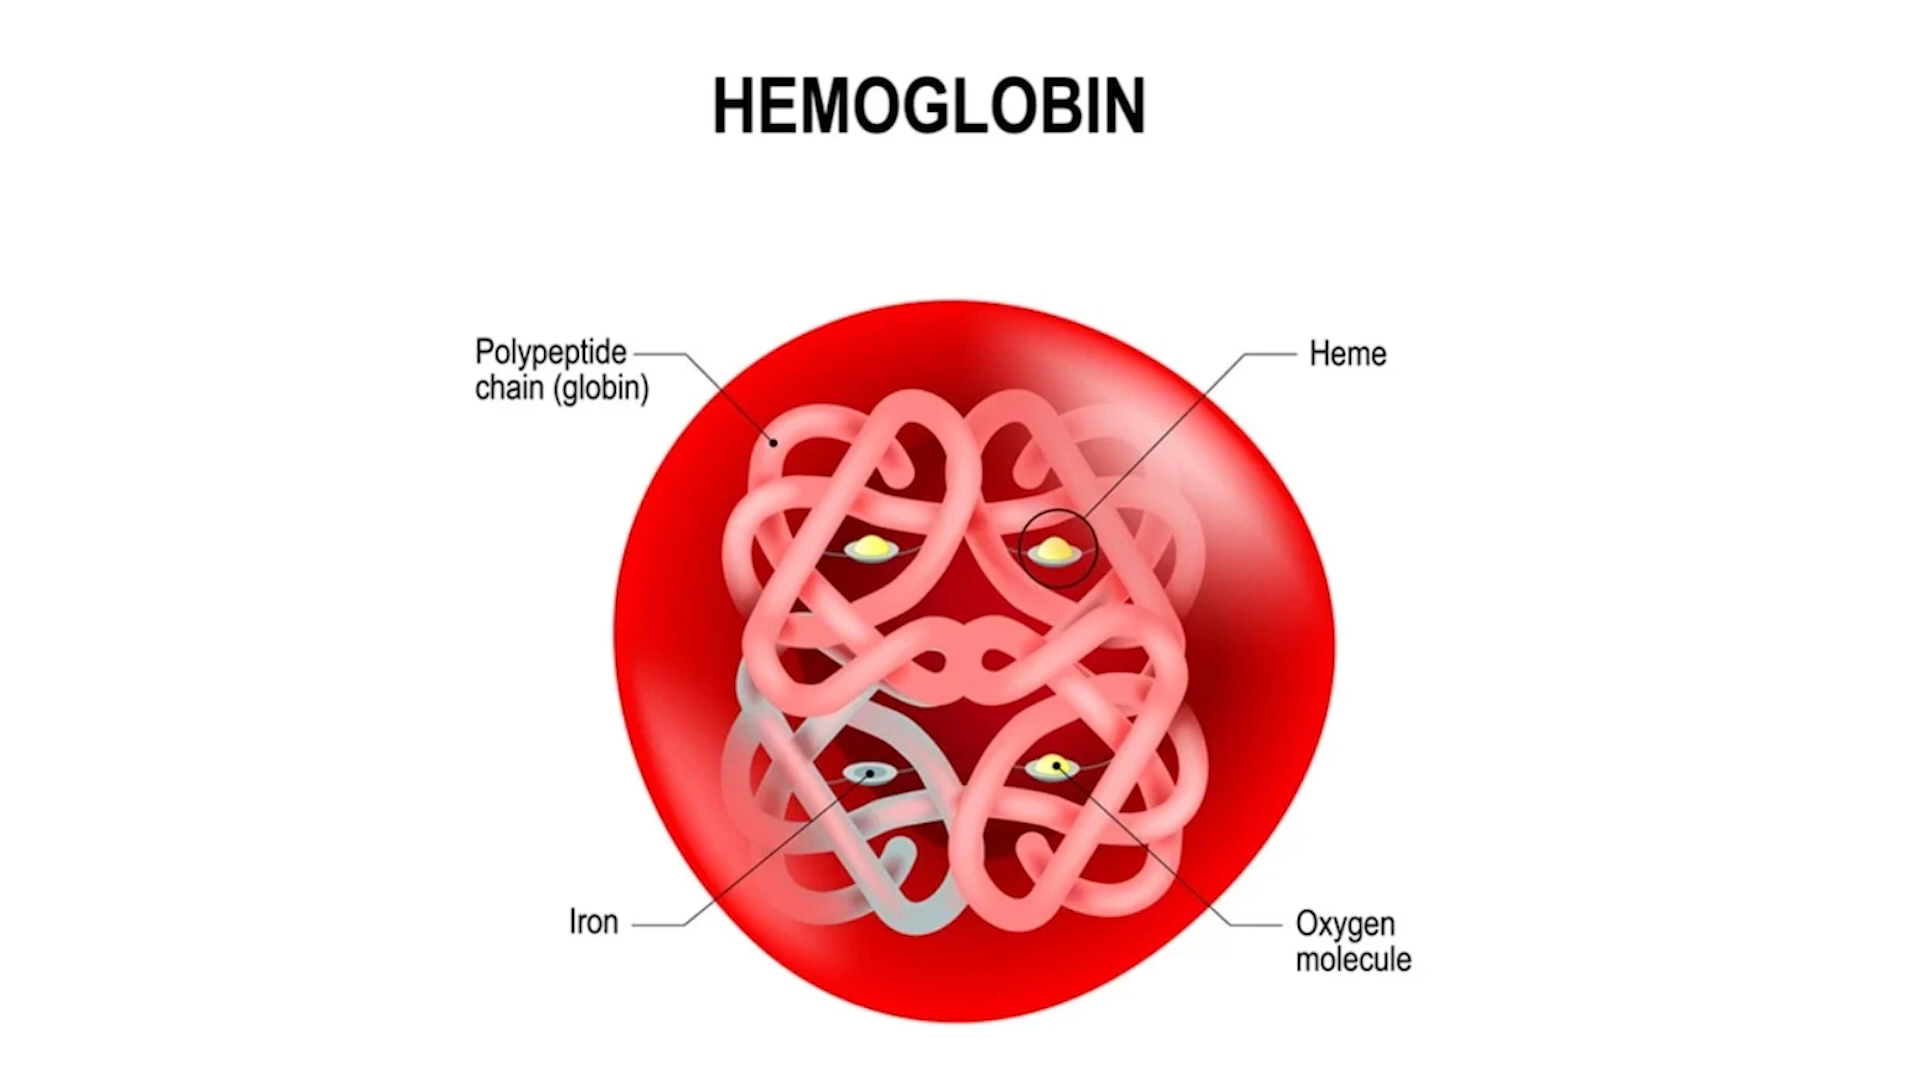 HEMOGLOBIN
Polypeptide
chain (globin)
Heme
Iron
Oxygen
molecule